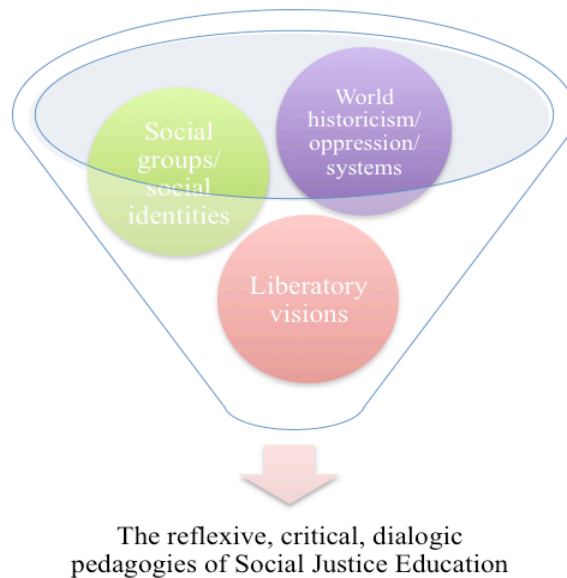 Social
groups/
social
identities
World
historicism/
oppression/
systems
Liberatory
visions
The reflexive, critical, dialogic
pedagogies of Social Justice Education